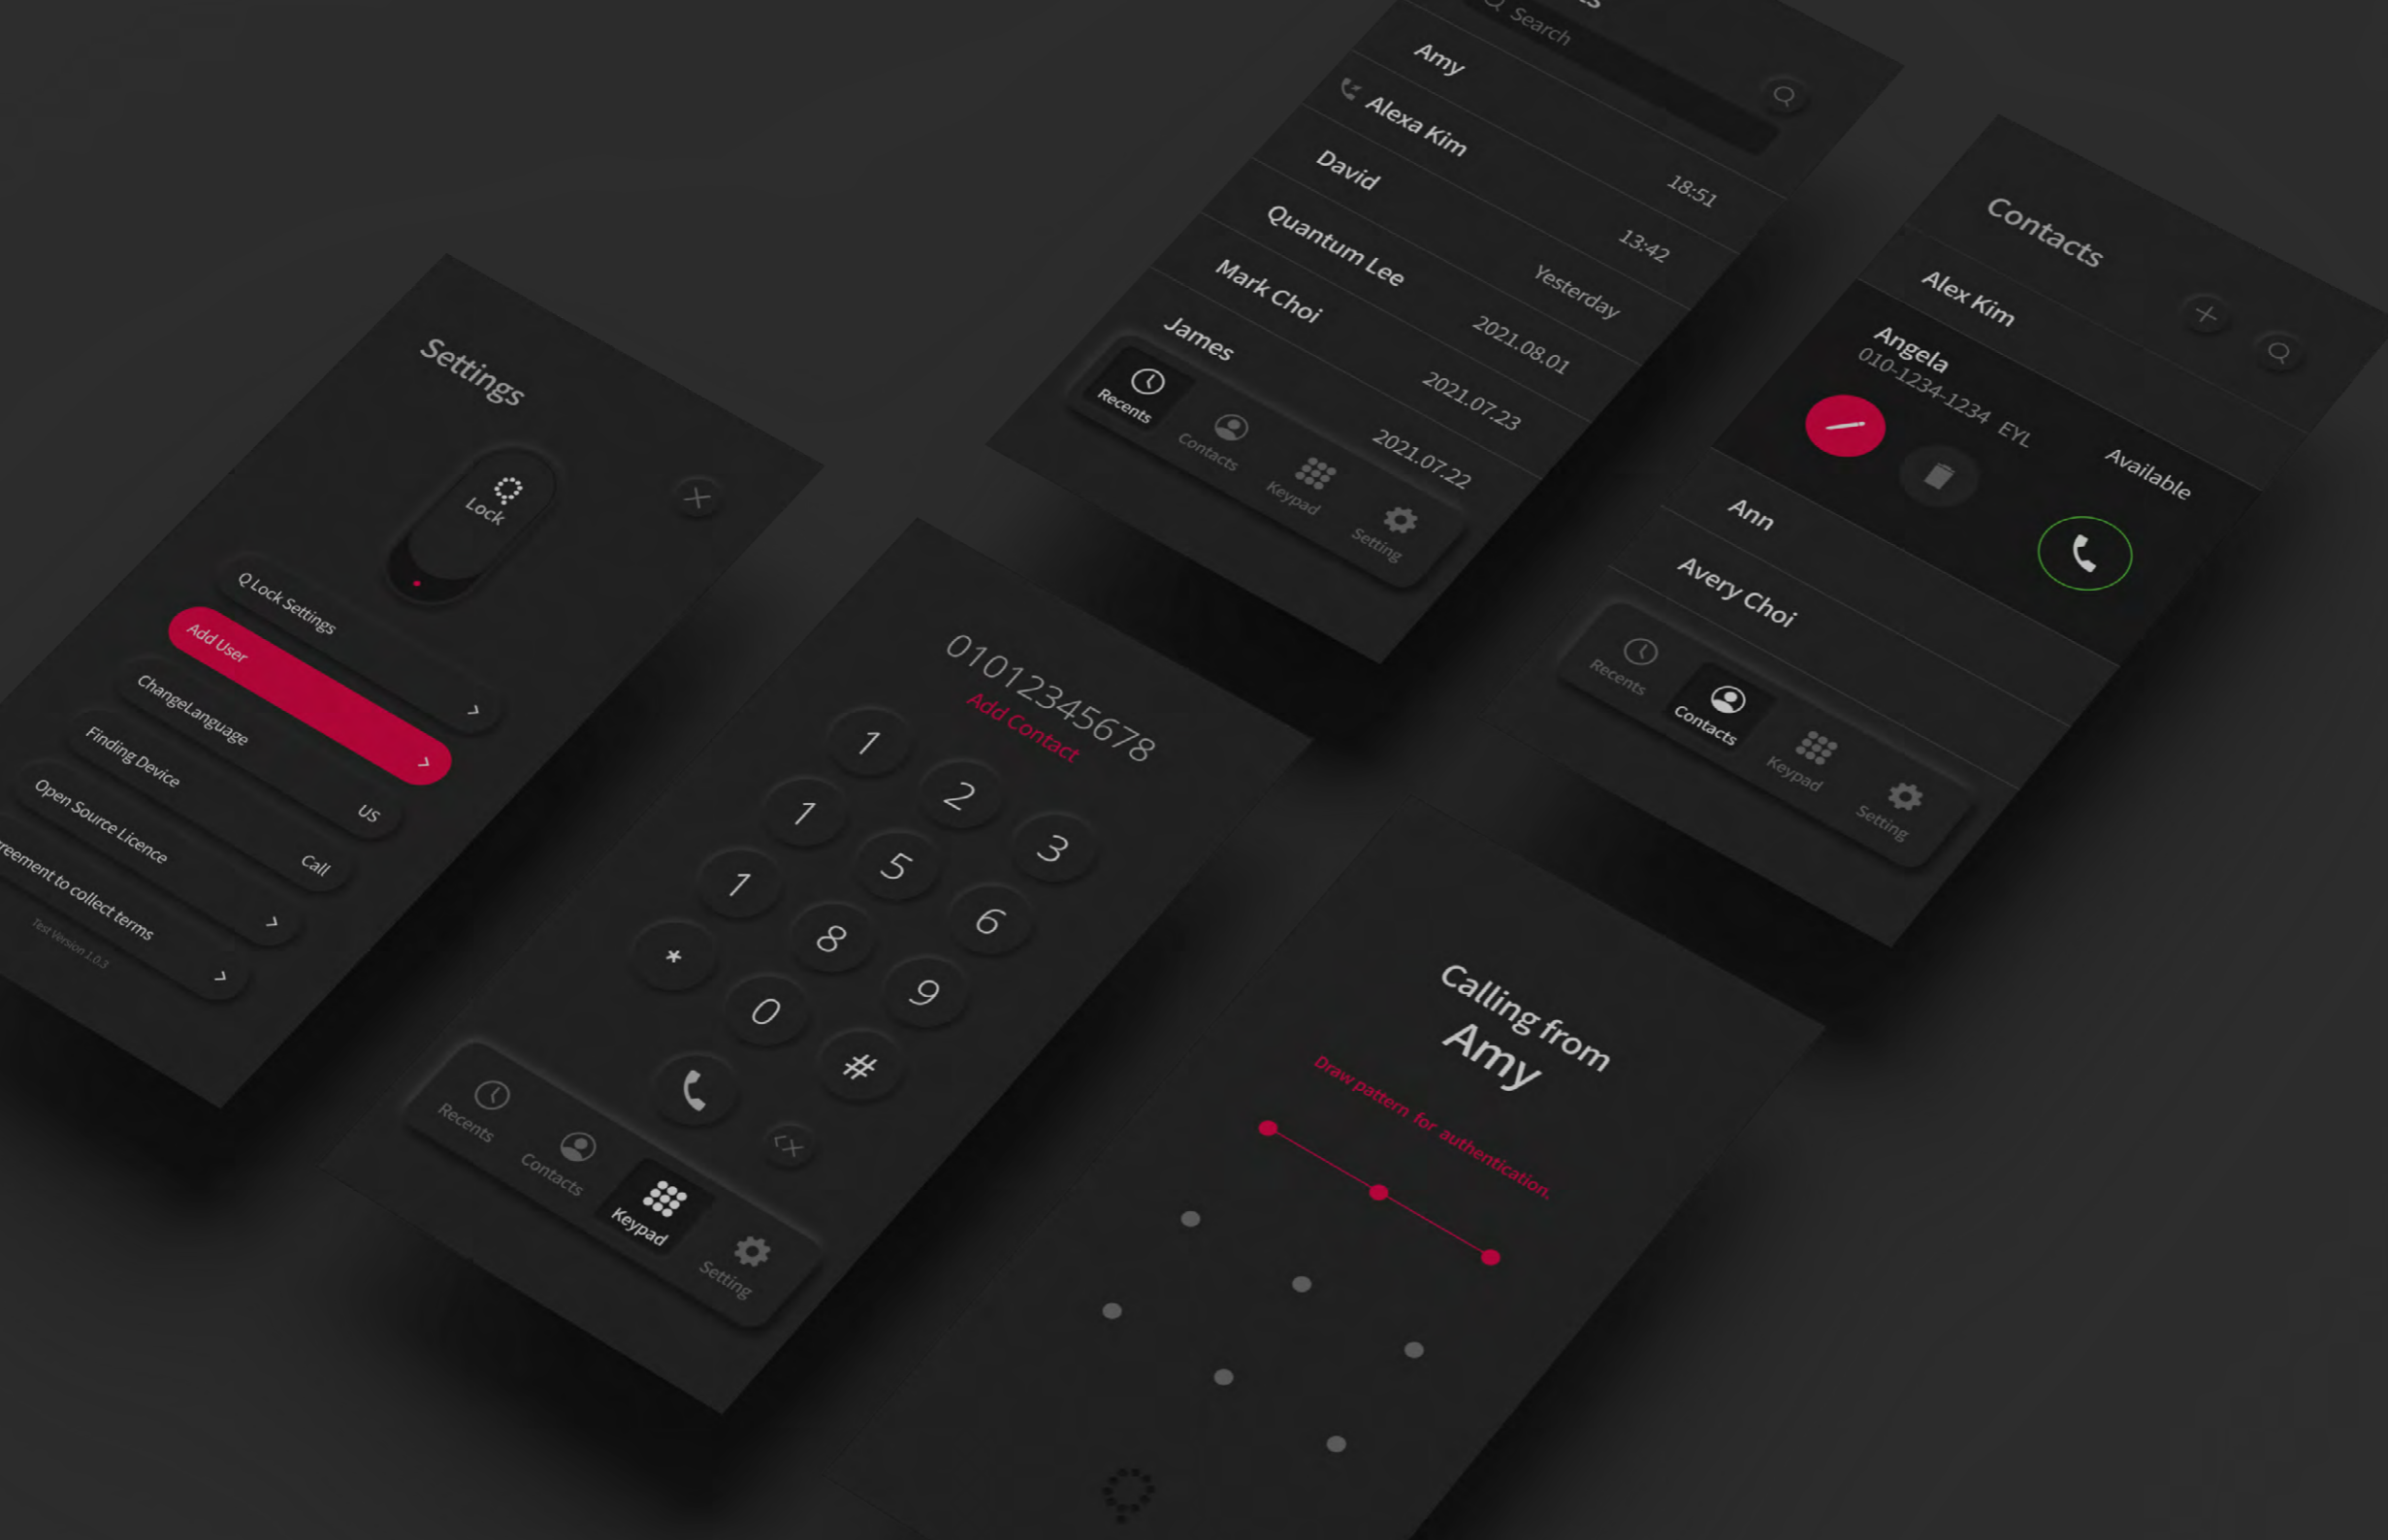 Settings
Lock
Q Lock Settings
Add User
ChangeLanguage
US
Finding Device
Call
Open Source Licence
to collect terms
Test Version 1.0.3
01012345678
Add Contact
1
2
3
1
5
6
1
8
9
*
0
#
Recents
Contacts
Keypad
Setting
Search
Amy
18:51
Alexa Kim
13:42
David
Yesterday
Quantum Lee
2021.08.01
Mark Choi
2021.07.23
James
2021.07.22
Recents
Contacts
Keypad
Setting
Contacts
Alex Kim
Angela
010-1234-1234 EYL
Available
Ann
Avery Choi
Recents
Contacts
Keypad
Setting
Calling from
Amy
Draw pattern for authentication.